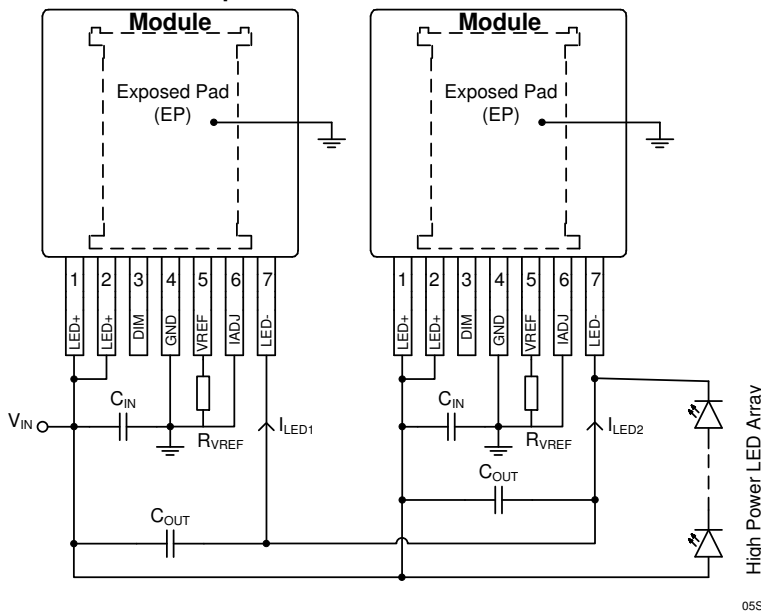 Module
Module
Exposed Pad
(EP)
Exposed Pad
(EP)
1 2 3 4 5 6 7
1 2 3 4 5 6 7
LED+ LED+ DIM GND VREF IADJ LED-
LED+ LED+ DIM GND VREF IADJ LED-
VIN
CIN
RVREF
ILED1
COUT
CIN
RVREF
ILED2
COUT
High Power LED Array